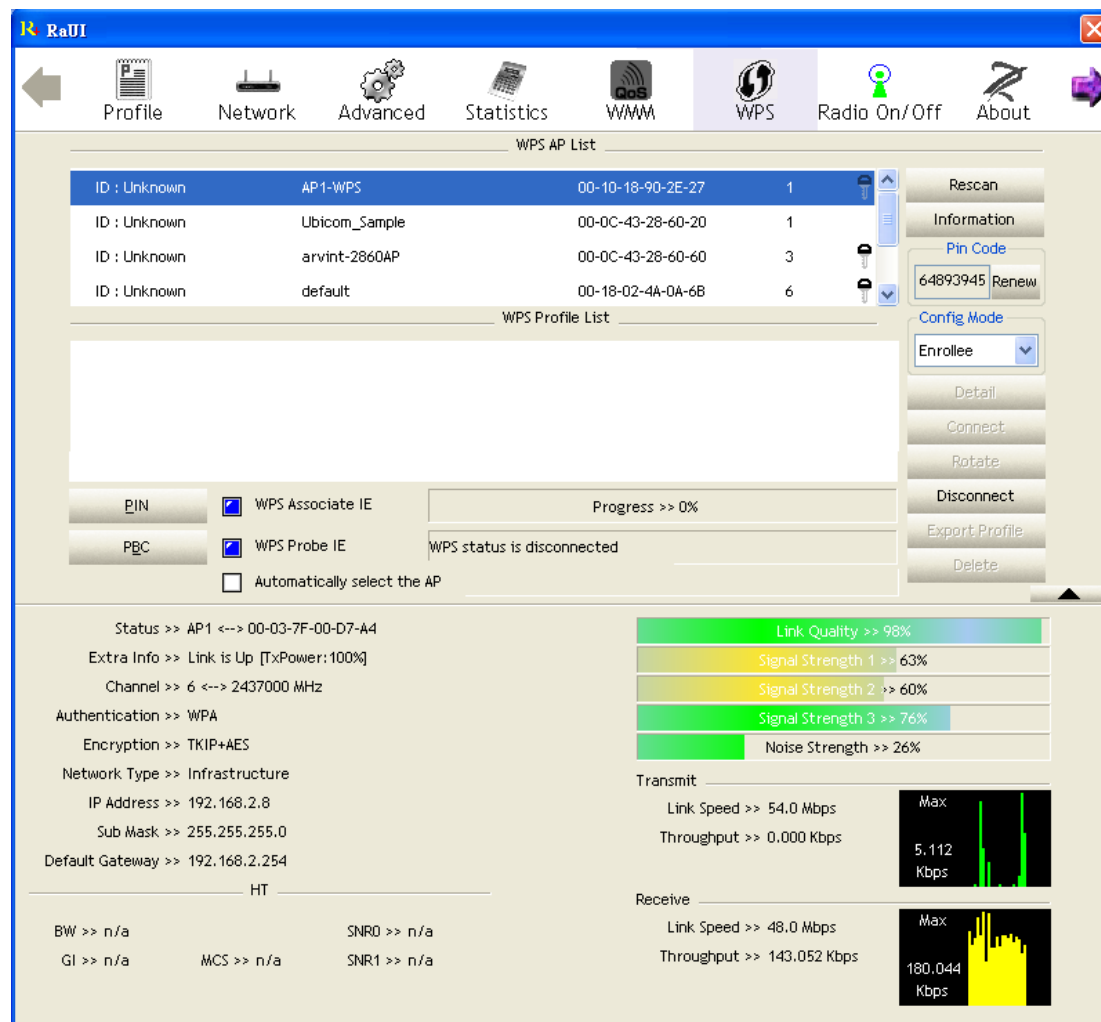 RaUI
Profile Network Advanced Statistics QoS WMM WPS Radio On/Off About
WPS AP List
ID : Unknown AP1-WPS 00-10-18-90-2E-27 1
ID : Unknown Ubicom_Sample 00-0C-43-28-60-20 1
ID : Unknown arvint-2860AP 00-0C-43-28-60-60 3
ID : Unknown default 00-18-02-4A-0A-6B 6
Rescan
Information
Pin Code
64893945 Renew
WPS Profile List
Config Mode
Enrollee
Detail
Connect
Rotate
Disconnect
Export Profile
Delete
PIN WPS Associate IE Progress >> 0%
PBC WPS Probe IE WPS status is disconnected
Automatically select the AP
Status >> AP1 <--> 00-03-7F-00-D7-A4
Extra Info >> Link is Up [TxPower:100%]
Channel >> 6 <--> 2437000 MHz
Authentication >> WPA
Encryption >> TKIP+AES
Network Type >> Infrastructure
IP Address >> 192.168.2.8
Sub Mask >> 255.255.255.0
Default Gateway >> 192.168.2.254
HT
BW >> n/a SNR0 >> n/a
GI >> n/a MCS >> n/a SNR1 >> n/a
Link Quality >> 98%
Signal Strength 1 >> 63%
Signal Strength 2 >> 60%
Signal Strength 3 >> 76%
Noise Strength >> 26%
Transmit
Link Speed >> 54.0 Mbps
Throughput >> 0.000 Kbps
Max
5.112
Kbps
Receive
Link Speed >> 48.0 Mbps
Throughput >> 143.052 Kbps
Max
180.044
Kbps